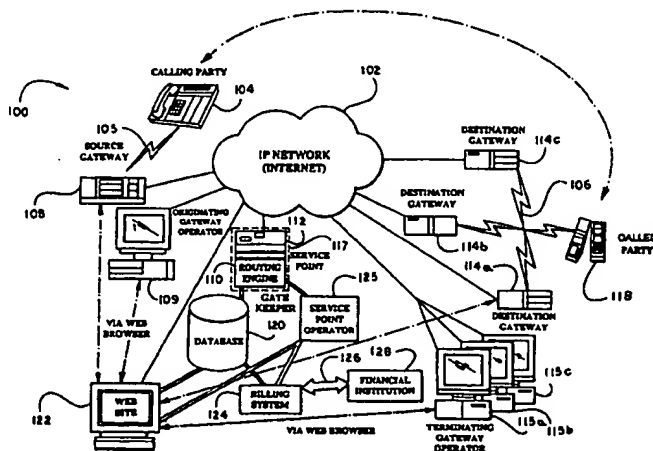 CALLING PARTY
104
102
100
105
SOURCE
GATEWAY
IP NETWORK
(INTERNET)
DESTINATION
GATEWAY
114c
106
108
DESTINATION
GATEWAY
114b
ORIGINATING GATEWAY
OPERATOR
112
117
SERVICE
POINT
110
ROUTING
ENGINE
114a
CALLED
PARTY
118
109
GATE
KEEPER
125
DESTINATION
GATEWAY
VIA WEB
BROWSER
DATABASE
120
SERVICE
POINT
OPERATOR
126
128
115c
122
WEB
SITE
124
BILLING
SYSTEM
FINANCIAL
INSTITUTION
VIA WEB BROWSER
TERMINATING
GATEWAY
OPERATOR
115a
115b